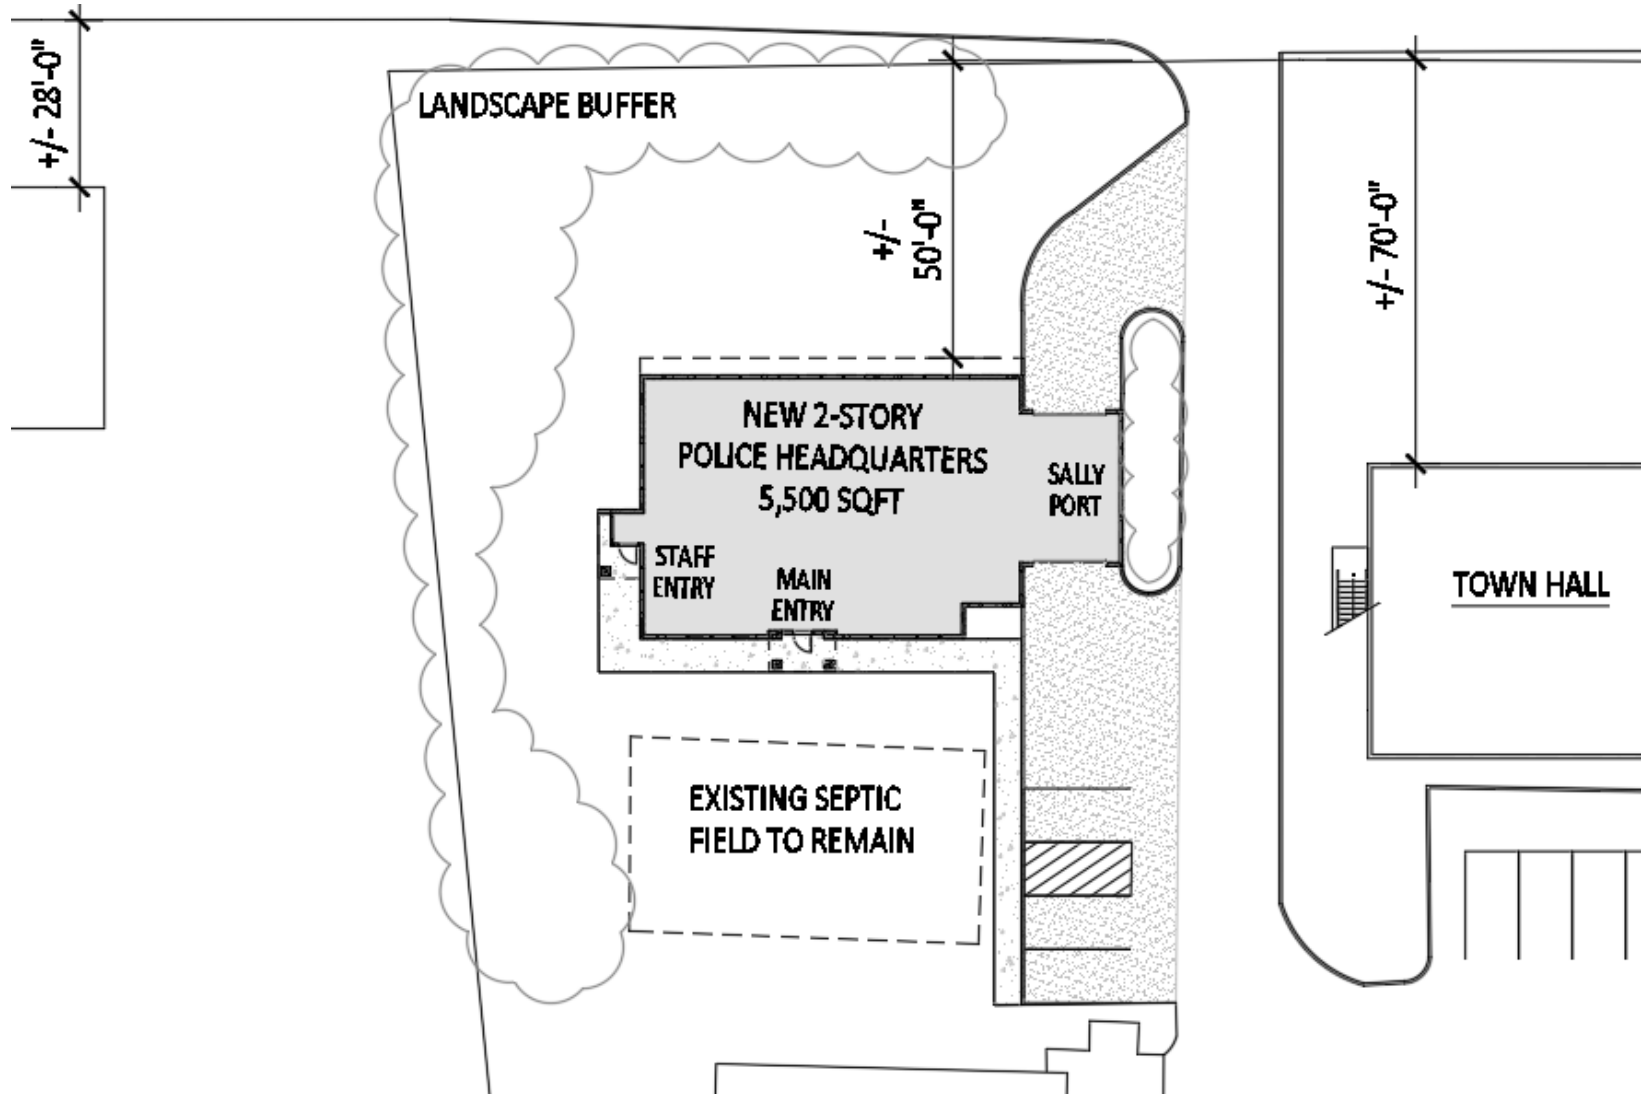 +/- 28'-0"
LANDSCAPE BUFFER
+/-
50'-0"
+/- 70'-0"
NEW 2-STORY
POLICE HEADQUARTERS
5,500 SQFT
SALLY
PORT
STAFF
ENTRY
MAIN
ENTRY
TOWN HALL
EXISTING SEPTIC
FIELD TO REMAIN